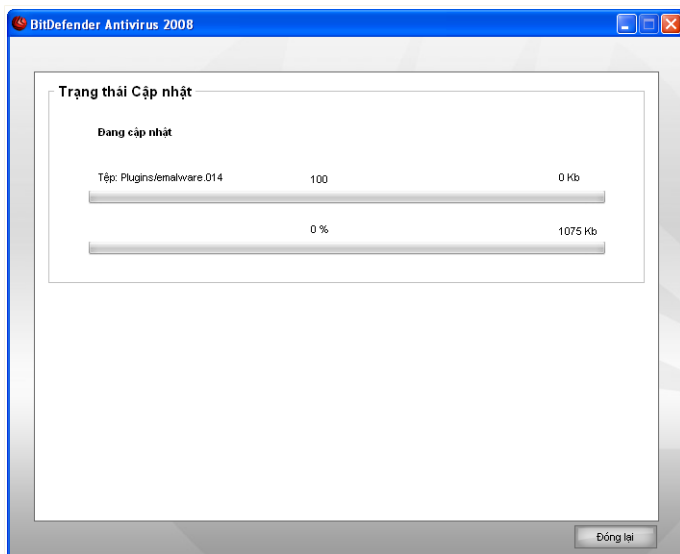 BitDefender Antivirus 2008
Trạng thái Cập nhật
Đang cập nhật
Tệp: Plugins/emalware.014 100 0 Kb
0 % 1075 Kb
Đóng lại